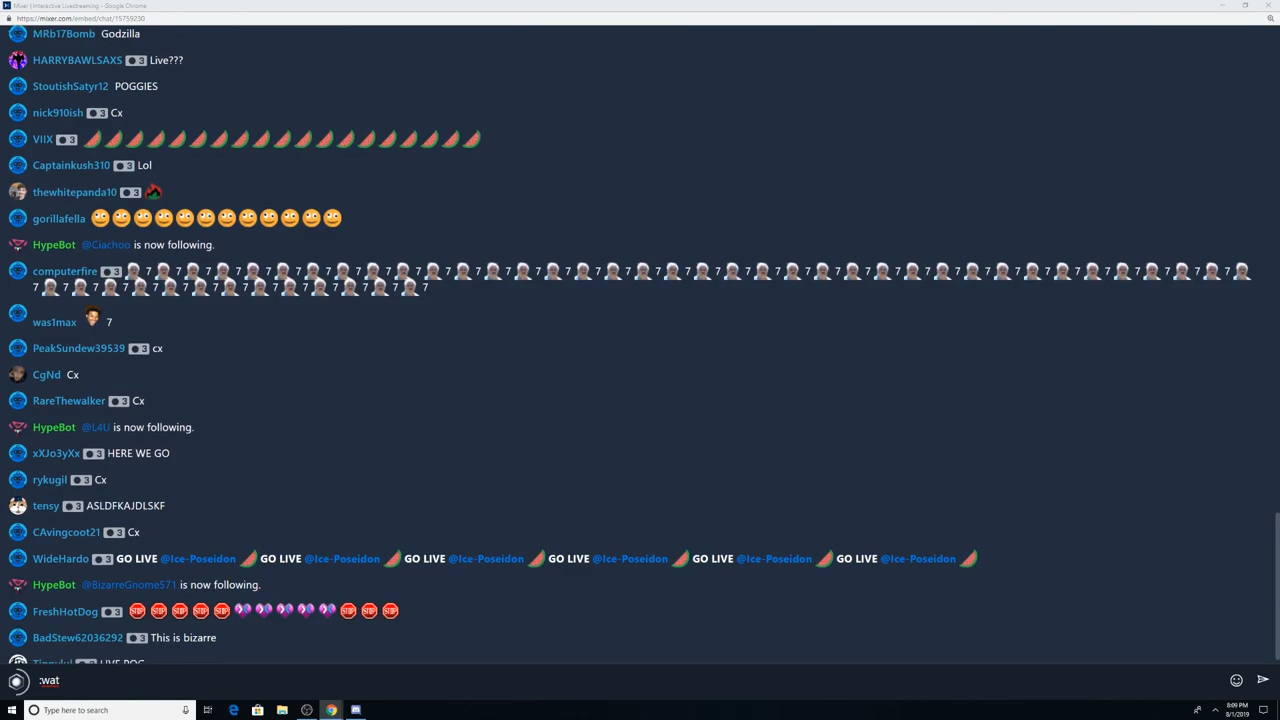 Mixer | Interactive Livestreaming - Google Chrome
https://mixer.com/embed/chat/15759230
MRb17Bomb Godzilla
HARRYBAWLSAXS 3 Live???
StoutishSatyr12 POGGIES
nick910ish 3 Cx
VIIX 3
Captainkush310 3 Lol
thewhitepanda10 3
gorillafella
HypeBot @Ciachoo is now following.
computerfire 3 7 7 7 7 7 7 7 7 7 7 7 7 7 7 7 7 7 7 7 7 7 7 7 7 7 7 7 7 7 7 7 7 7 7 7 7 7
7 7 7 7 7 7 7 7 7 7 7 7 7 7
was1max 7
PeakSundew39539 3 cx
CgNd Cx
RareThewalker 3 Cx
HypeBot @L4U is now following.
xXJo3yXx 3 HERE WE GO
rykugil 3 Cx
tensy 3 ASLDFKAJDLSKF
CAvingcoot21 3 Cx
WideHardo 3 GO LIVE @Ice-Poseidon GO LIVE @Ice-Poseidon GO LIVE @Ice-Poseidon GO LIVE @Ice-Poseidon GO LIVE @Ice-Poseidon GO LIVE @Ice-Poseidon
HypeBot @BizarreGnome571 is now following.
FreshHotDog 3 STOP STOP STOP STOP STOP STOP STOP STOP
BadStew62036292 3 This is bizarre
:wat
Type here to search
8:09 PM
8/1/2019